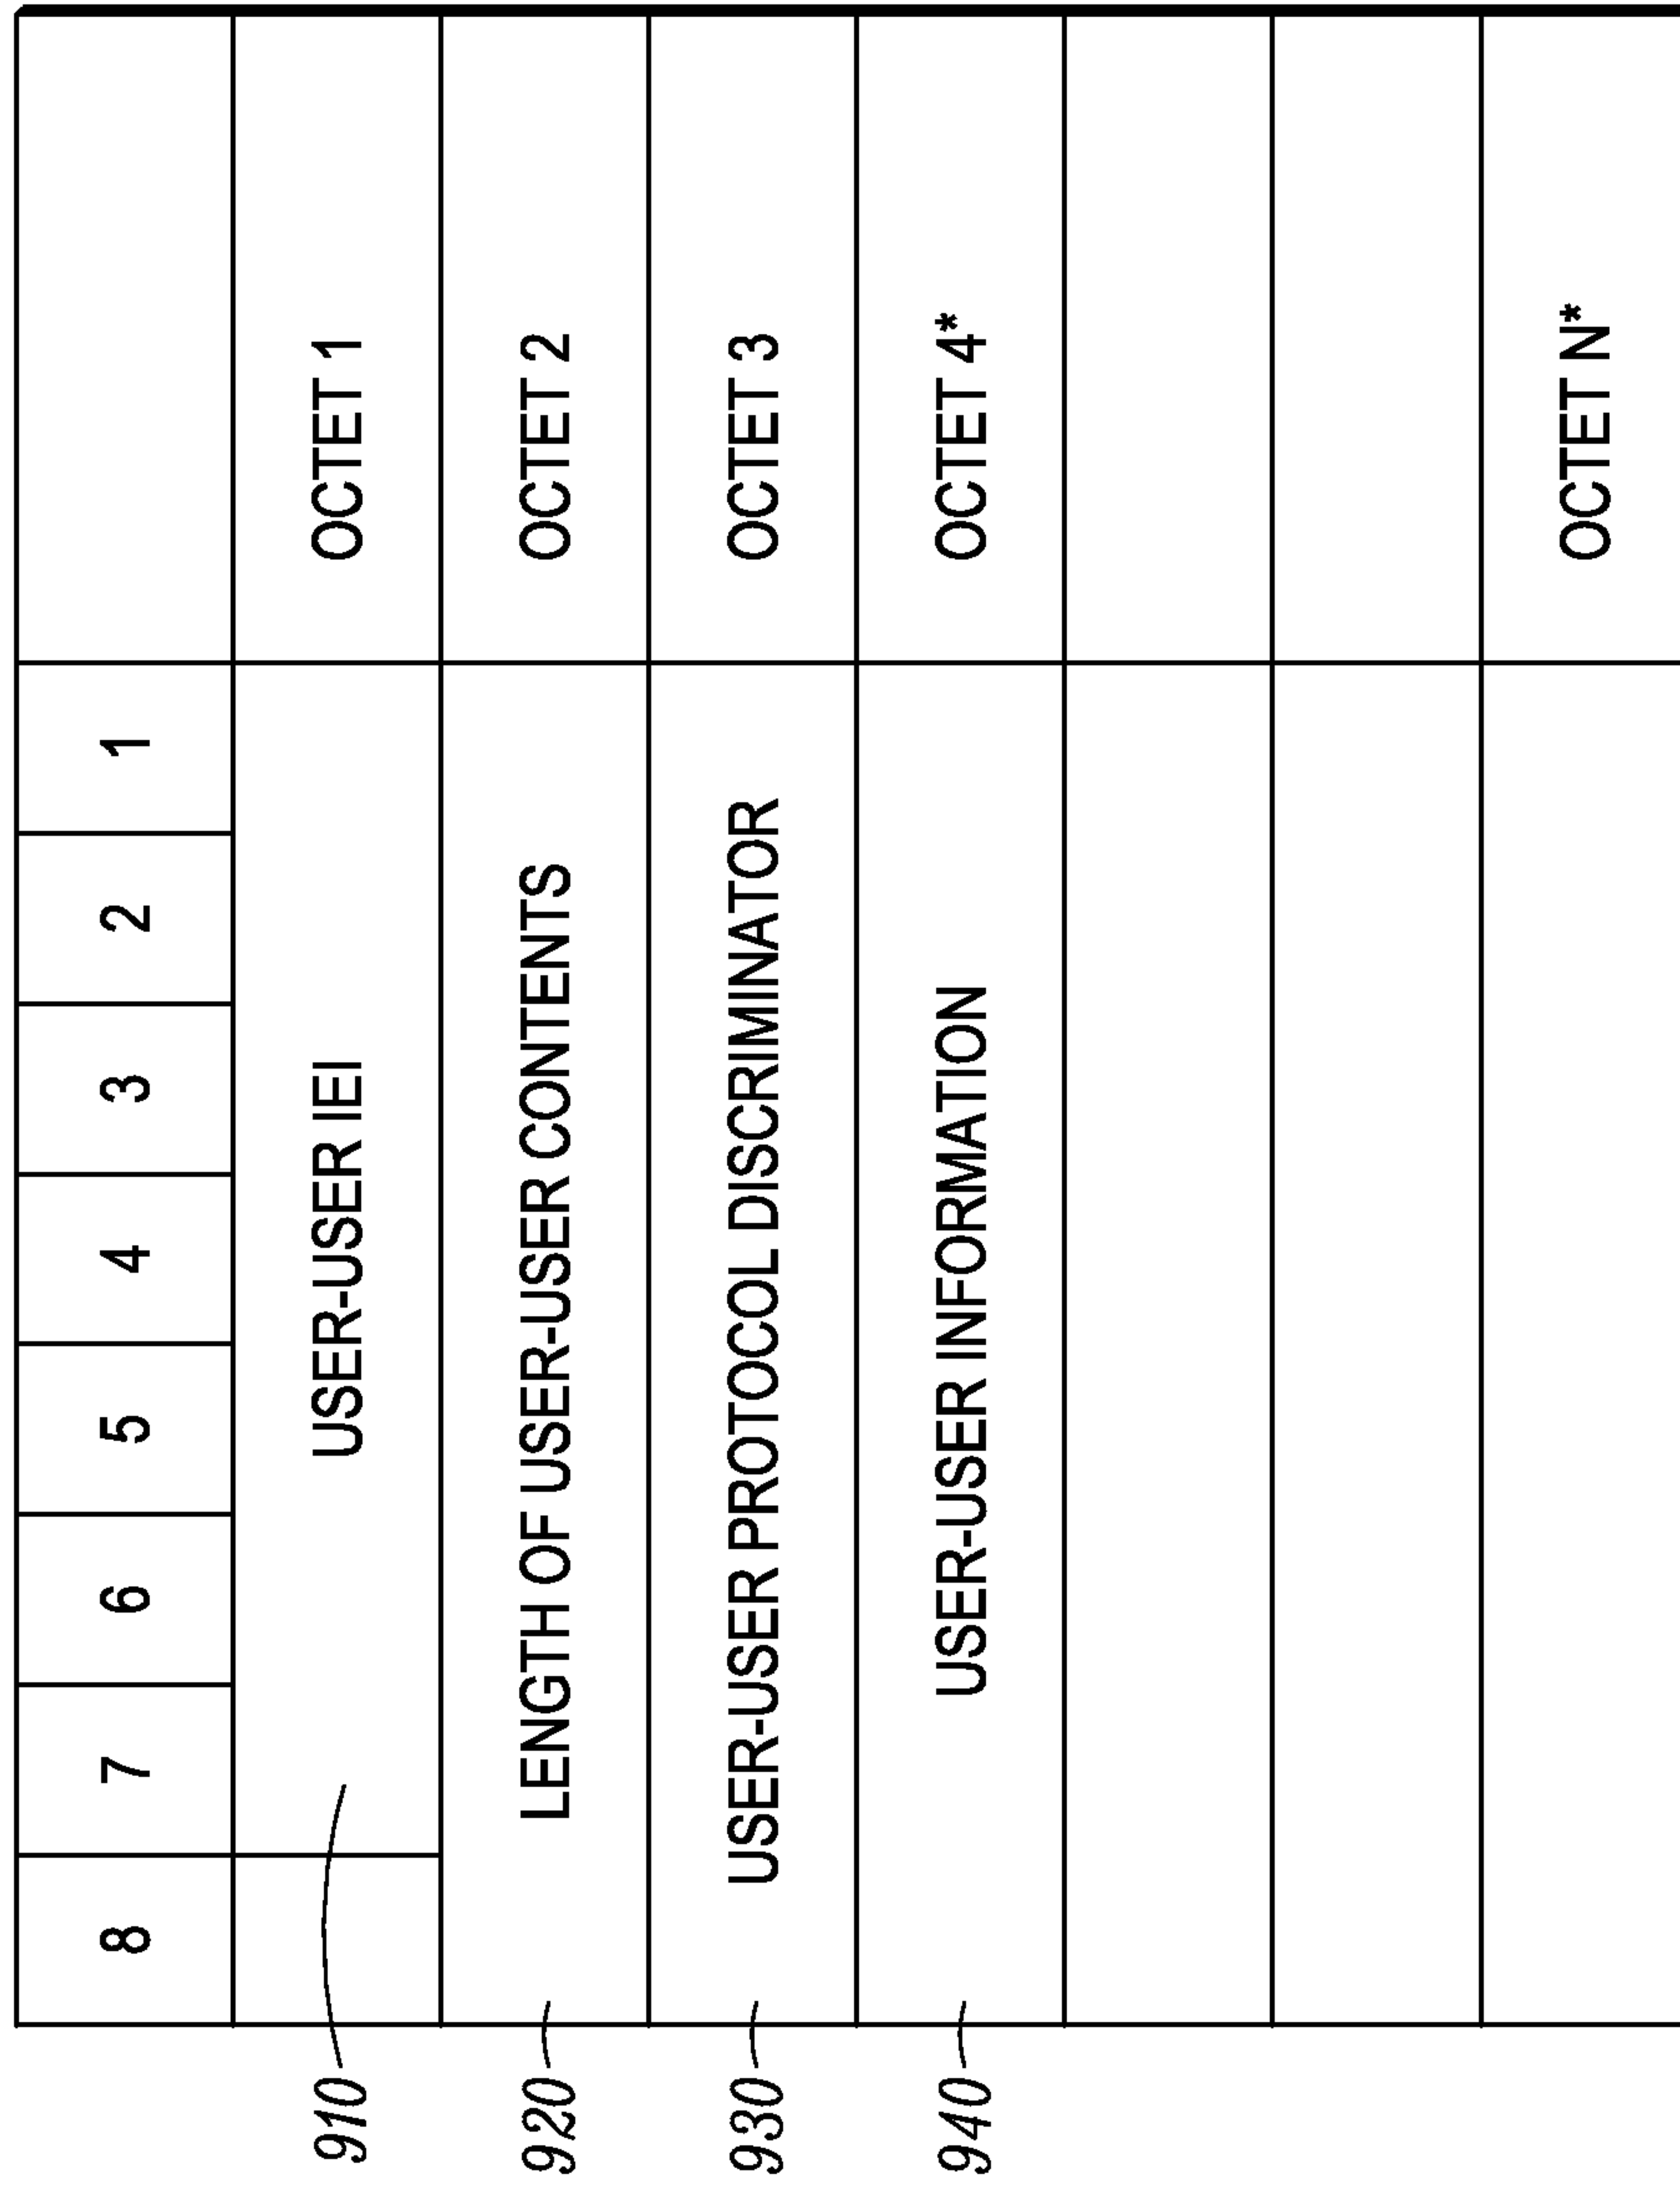 8 7 6 5 4 3 2 1
910 USER-USER IEI OCTET 1
920 LENGTH OF USER-USER CONTENTS OCTET 2
930 USER-USER PROTOCOL DISCRIMINATOR OCTET 3
940 USER-USER INFORMATION OCTET 4*
OCTET N*